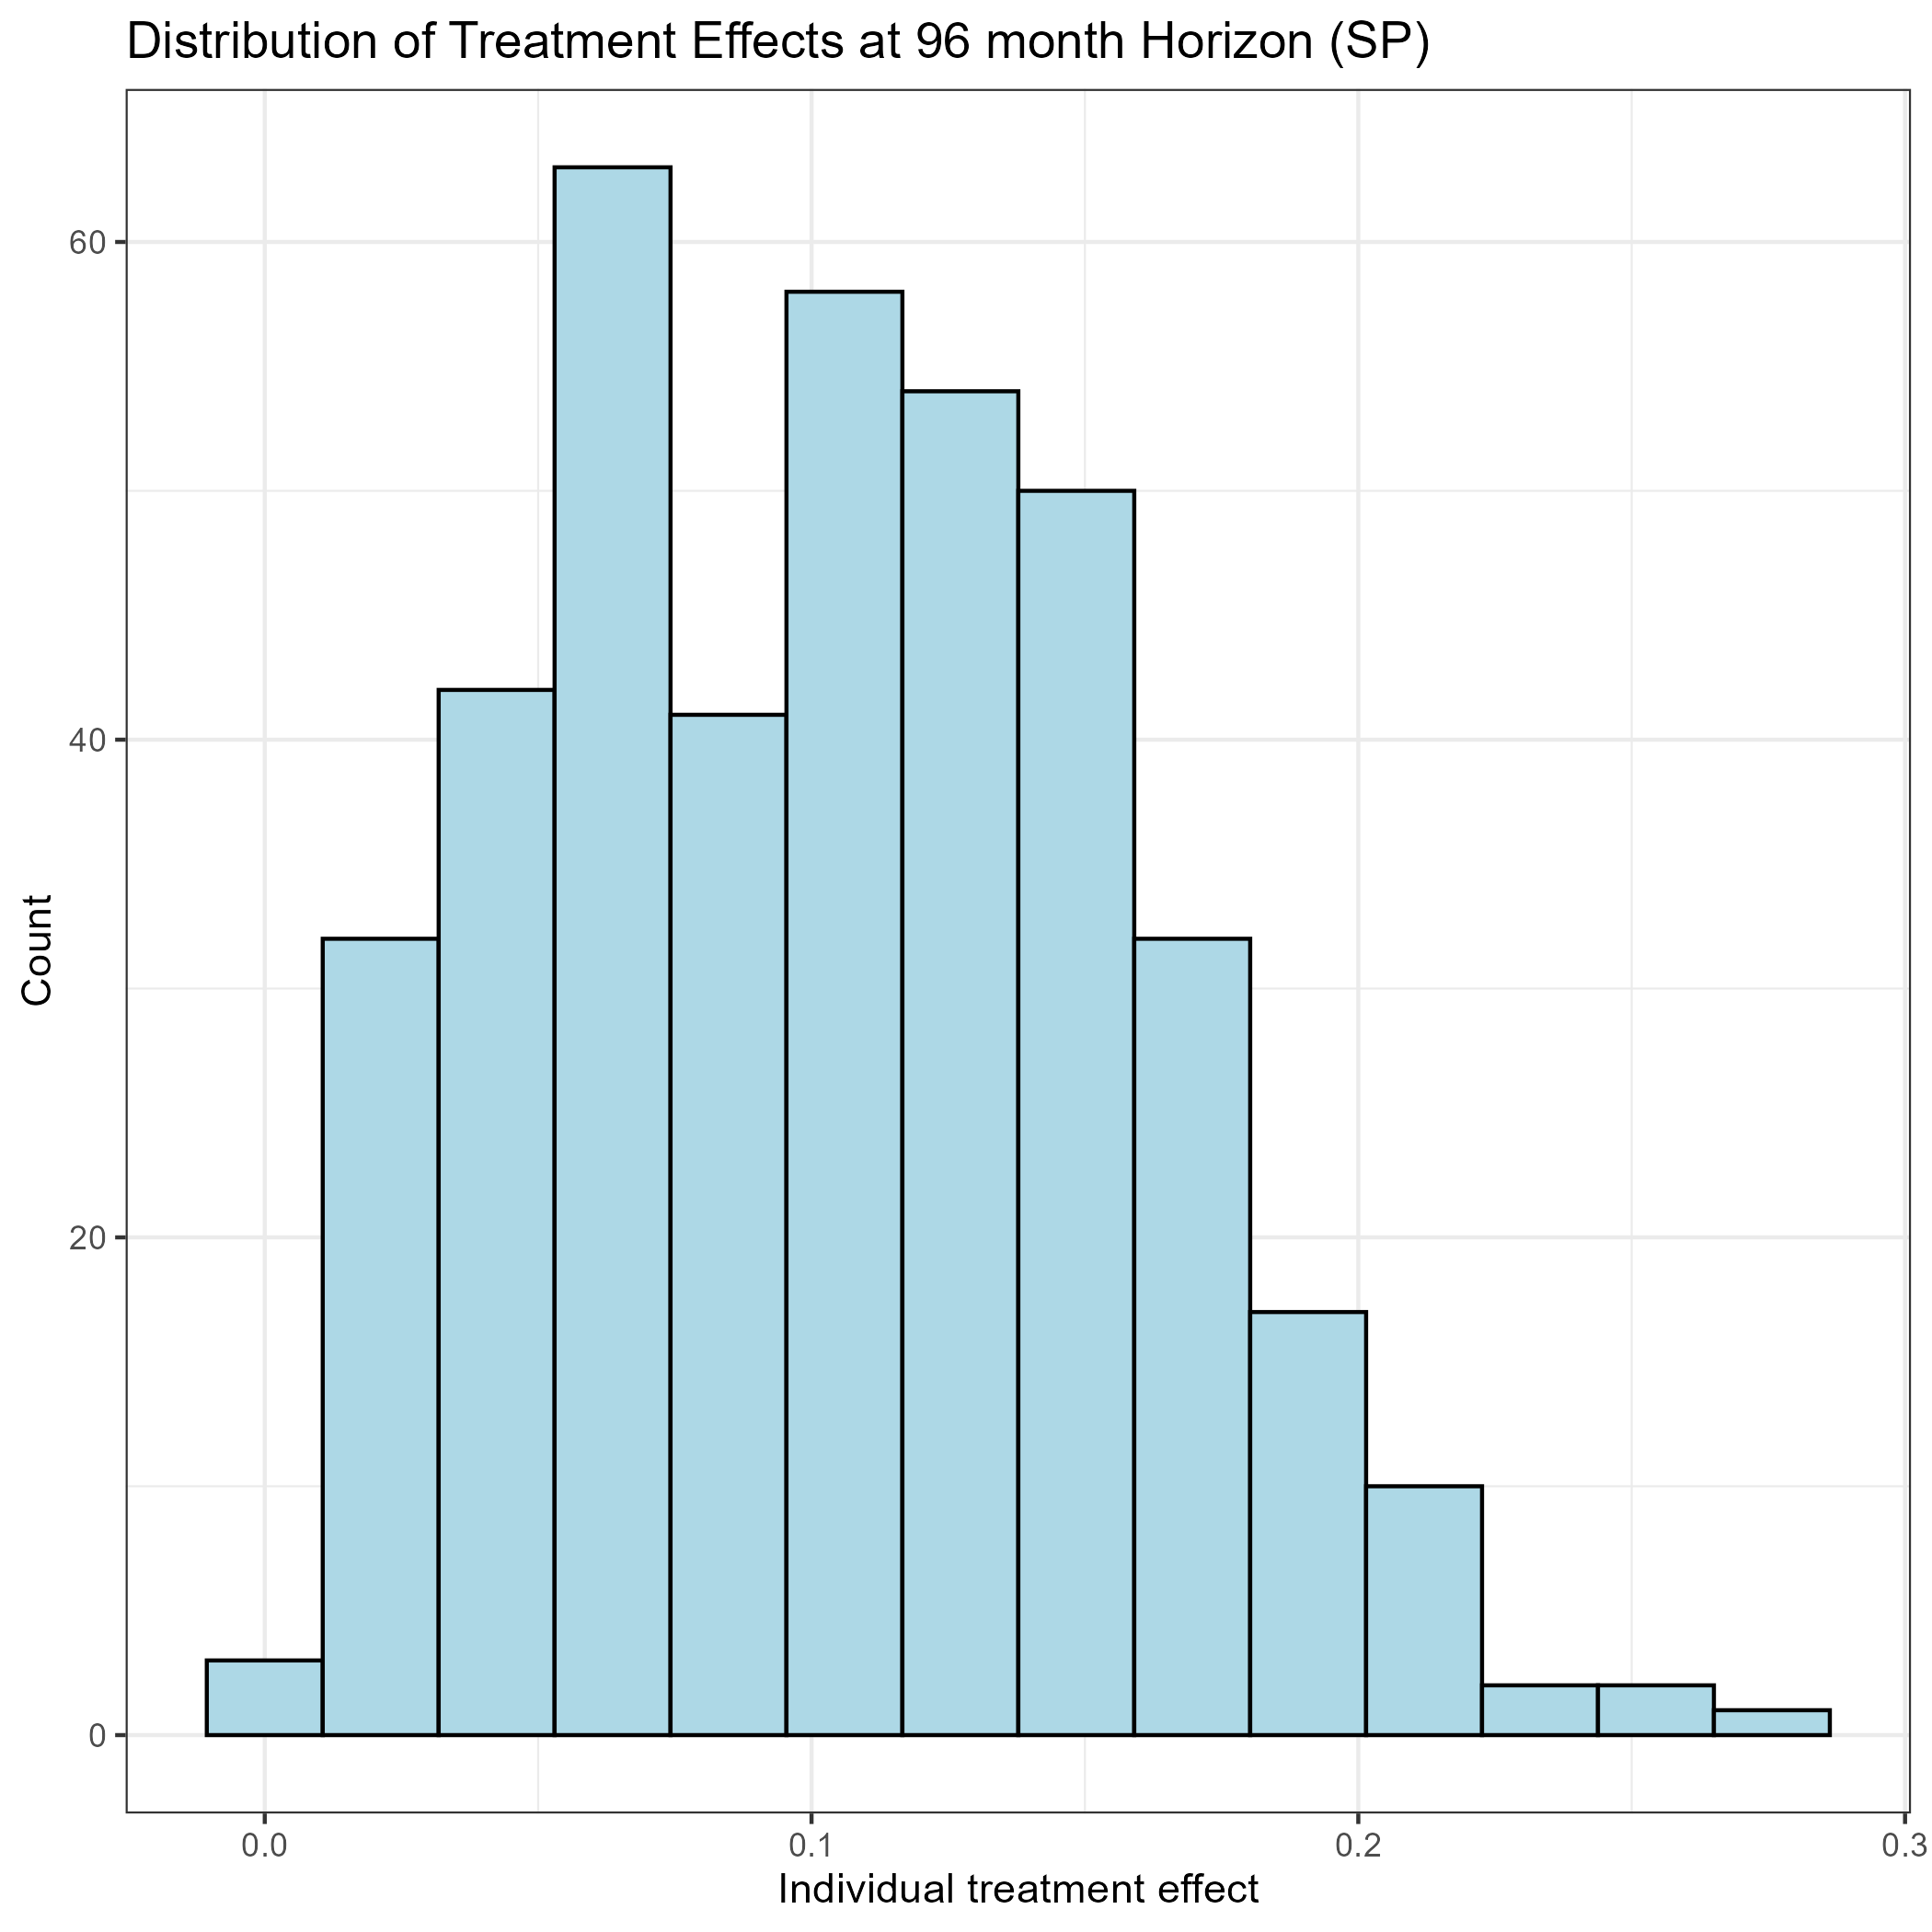 Distribution of Treatment Effects at 96 month Horizon (SP)
Count
60
40
20
0
0.0 0.1 0.2 0.3
Individual treatment effect